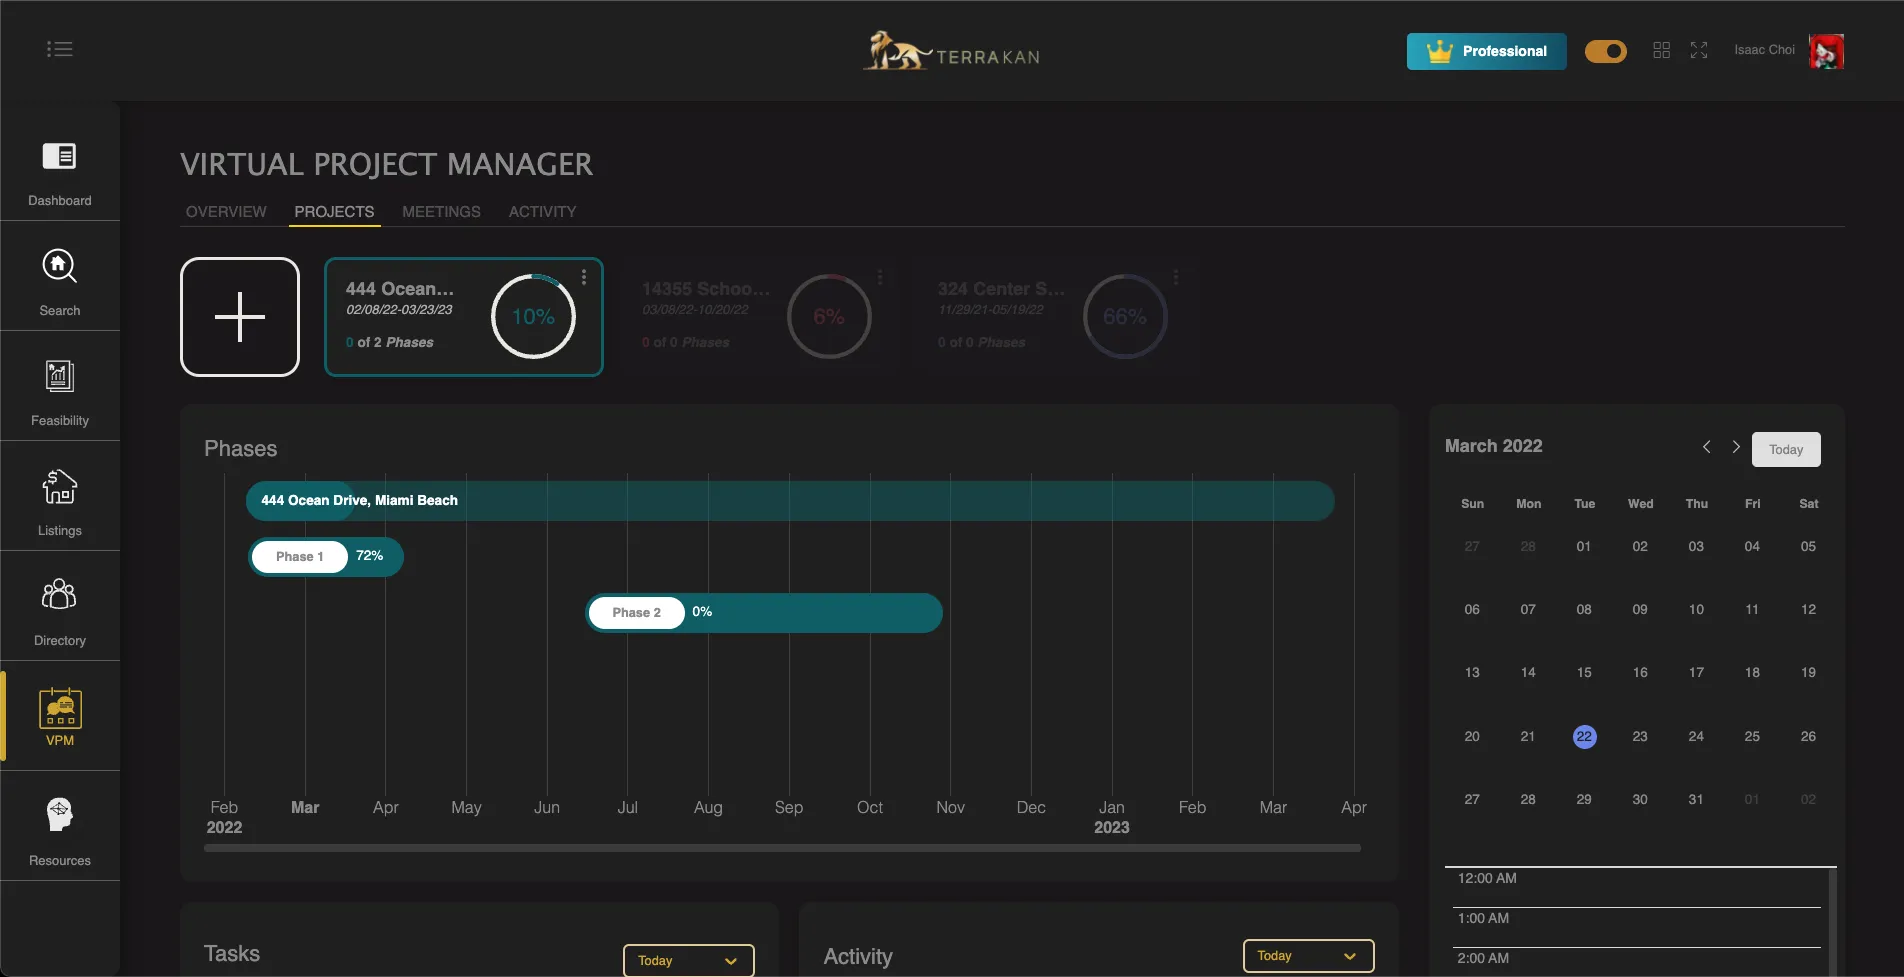 TERRAKAN
Professional
Isaac Choi
Dashboard
Search
Feasibility
Listings
Directory
VPM
Resources
VIRTUAL PROJECT MANAGER
OVERVIEW PROJECTS MEETINGS ACTIVITY
444 Ocean...
02/08/22-03/23/23
0 of 2 Phases
10%
14355 Schoo...
03/08/22-10/20/22
0 of 0 Phases
6%
324 Center S...
11/29/21-05/19/22
0 of 0 Phases
66%
Phases
444 Ocean Drive, Miami Beach
Phase 1 72%
Phase 2 0%
Feb Mar Apr May Jun Jul Aug Sep Oct Nov Dec Jan Feb Mar Apr
2022 2023
March 2022
Today
Sun Mon Tue Wed Thu Fri Sat
27 28 01 02 03 04 05
06 07 08 09 10 11 12
13 14 15 16 17 18 19
20 21 22 23 24 25 26
27 28 29 30 31 01 02
12:00 AM
1:00 AM
2:00 AM
Tasks
Today
Activity
Today